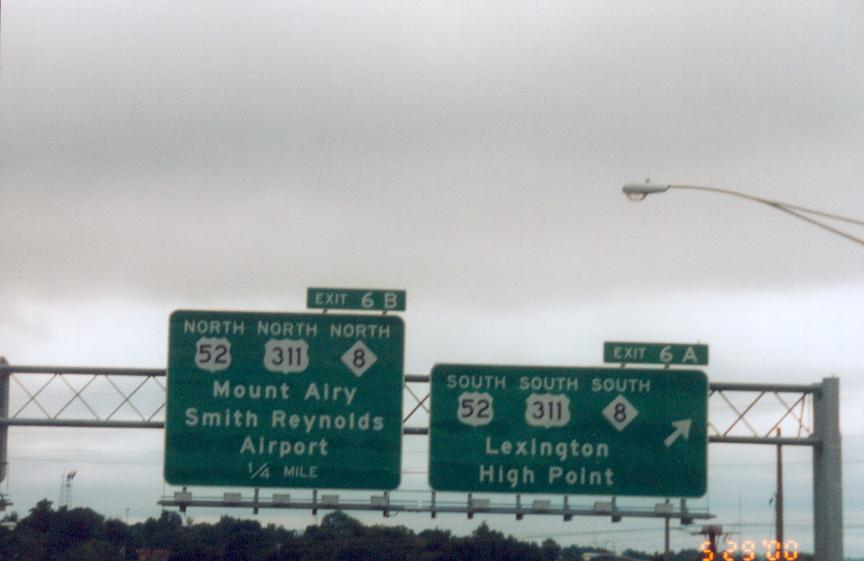 EXIT 6 B
NORTH NORTH NORTH
52 311 8
Mount Airy
Smith Reynolds
Airport
1/4 MILE
EXIT 6 A
SOUTH SOUTH SOUTH
52 311 8
Lexington
High Point
5 29 '00